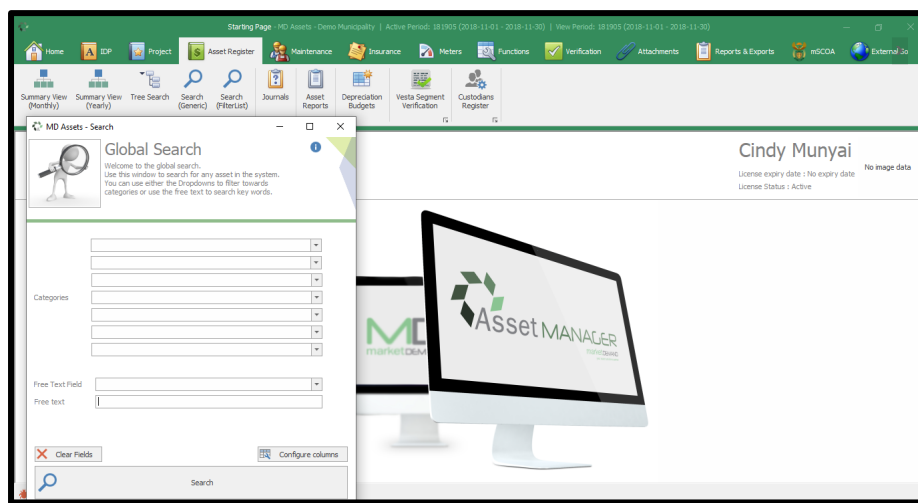 Starting Page - MD Assets - Demo Municipality | Active Period: 181905 (2018-11-01 - 2018-11-30) | View Period: 181905 (2018-11-01 - 2018-11-30)
Home IDP Project Asset Register Maintenance Insurance Meters Functions Verification Attachments Reports & Exports mSCOA External
Summary View (Monthly)
Summary View (Yearly)
Tree Search
Search (Generic)
Search (FilterList)
Journals
Asset Reports
Depreciation Budgets
Vesta Segment Verification
Custodians Register
MD Assets - Search
Global Search
Welcome to the global search.
Use this window to search for any asset in the system.
You can use either the Dropdowns to filter towards
categories or use the free text to search key words.
Categories
Free Text Field
Free text
Clear Fields
Configure columns
Search
Cindy Munyai
License expiry date : No expiry date
License Status : Active
No image data
MD
marketDEM
Asset MANAGER
marketDEMAND